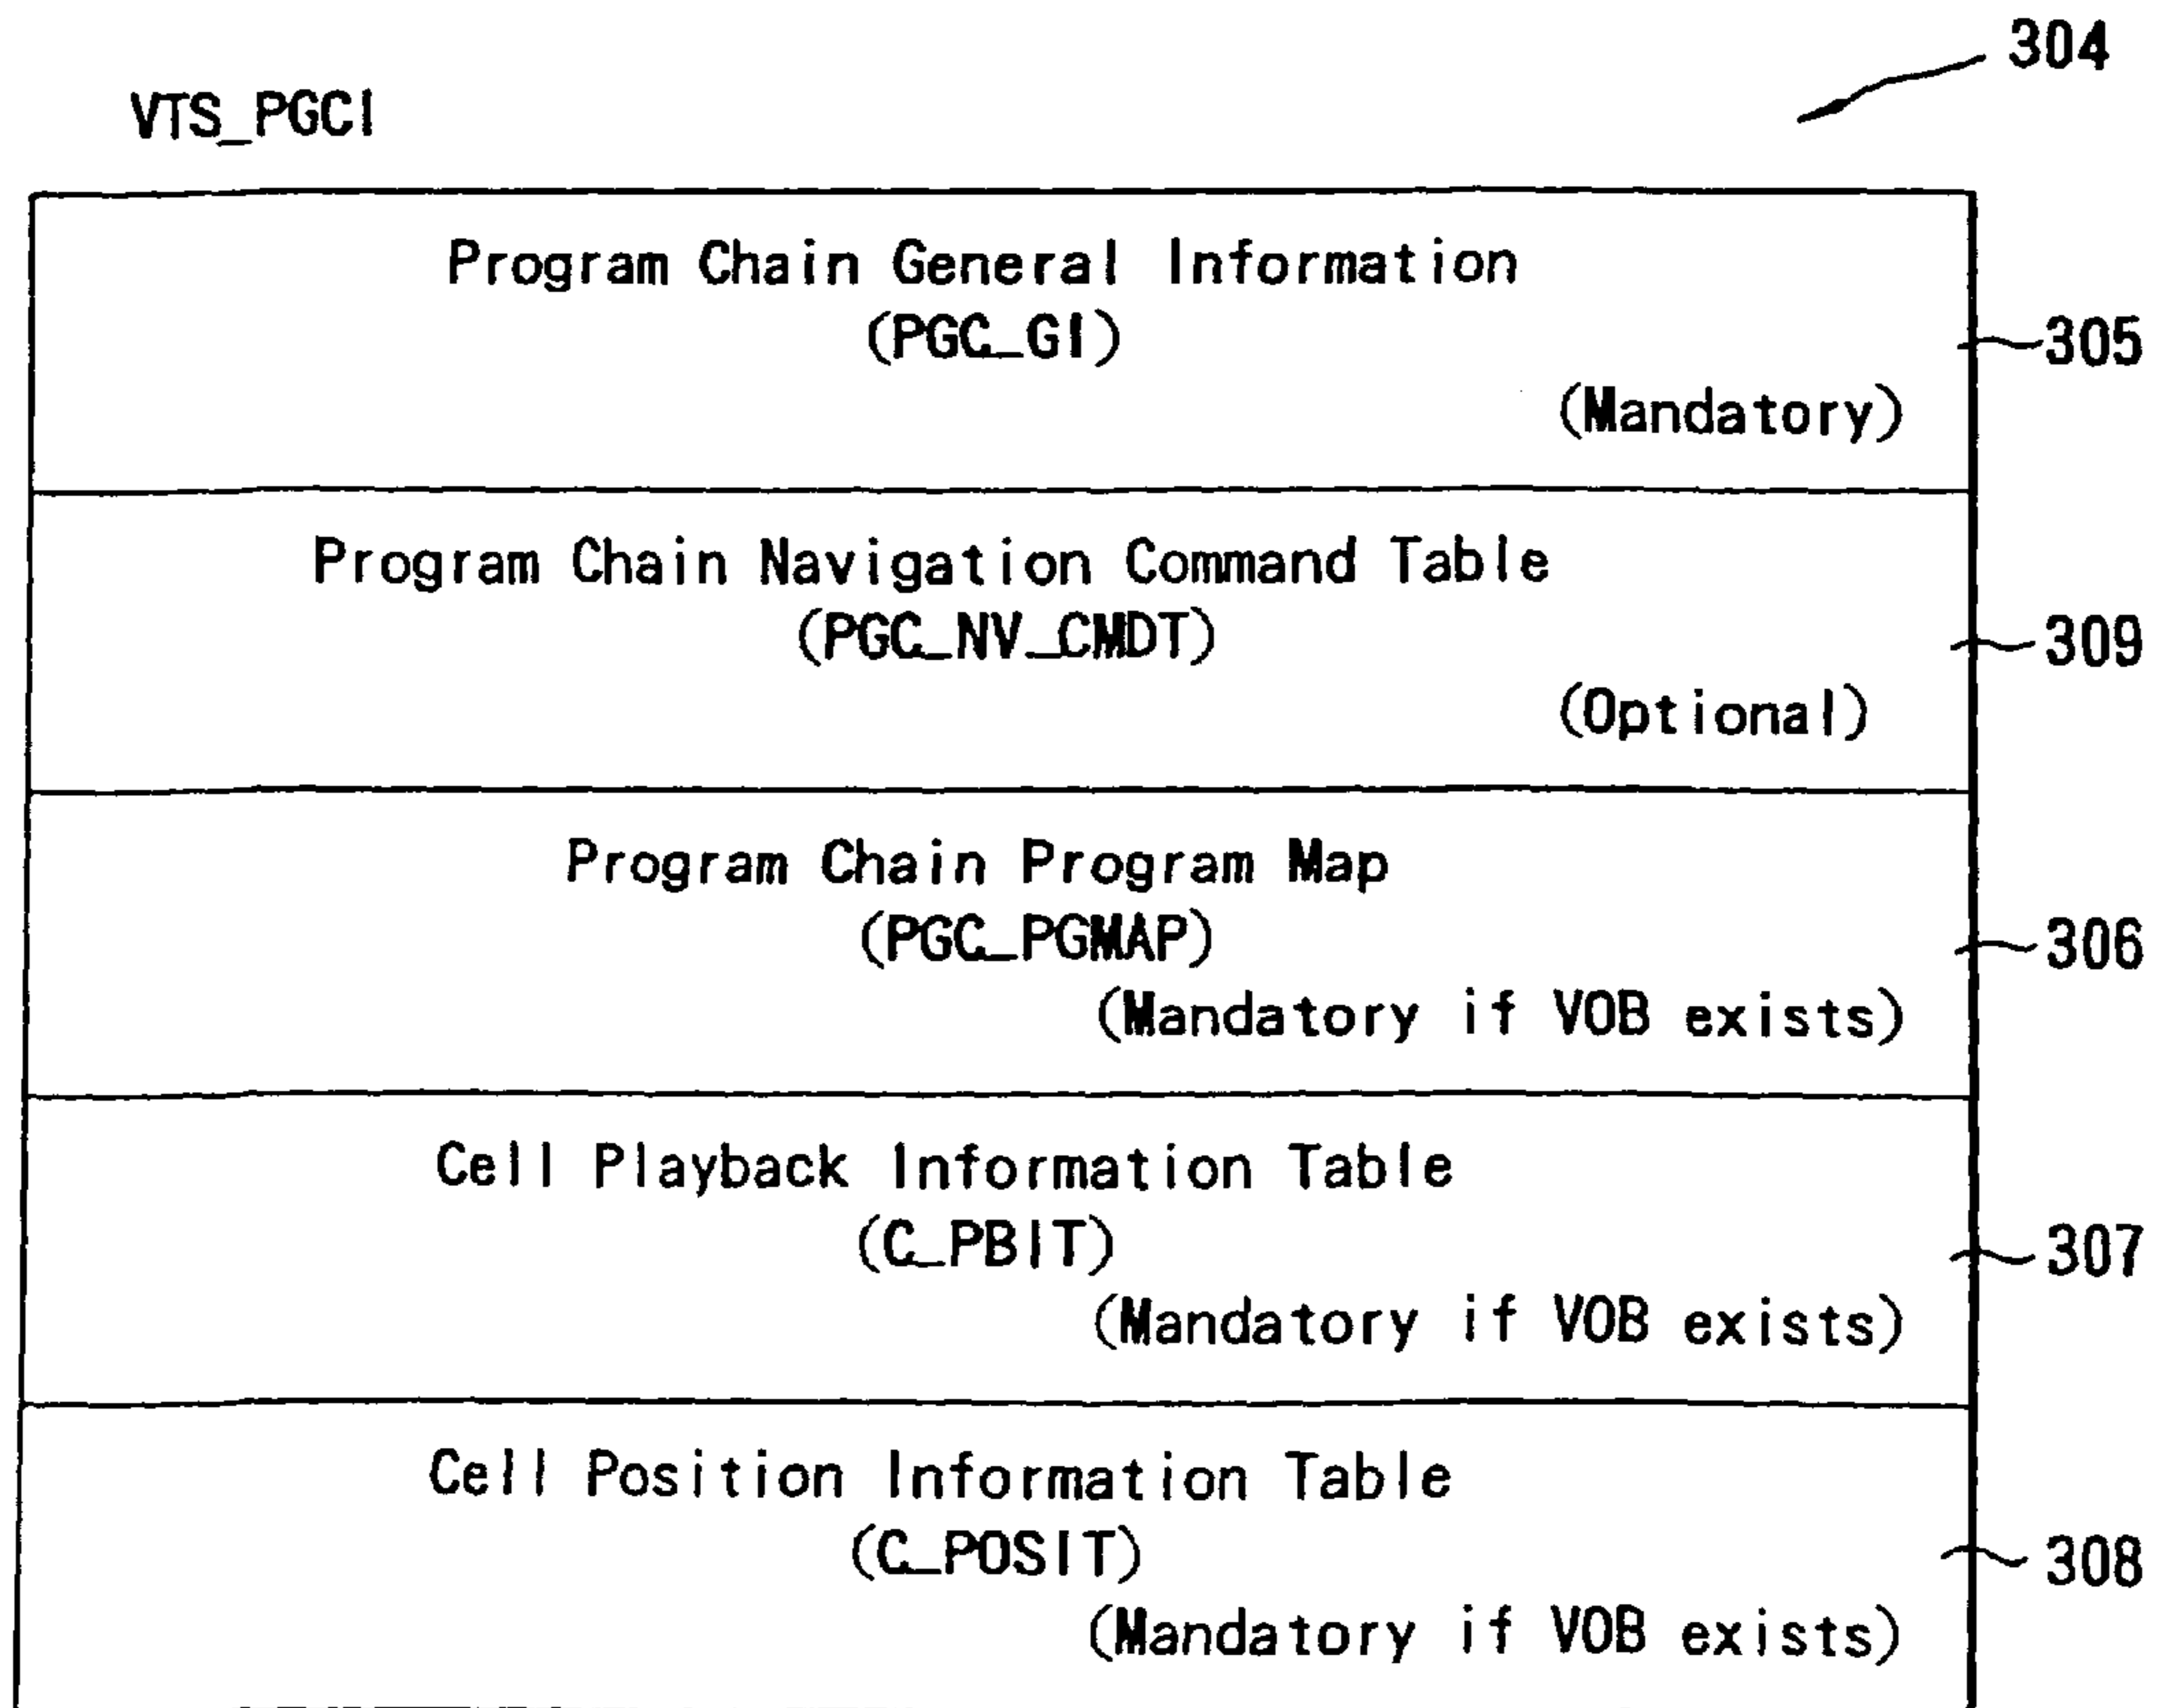 304
VTS_PGCI
Program Chain General Information
(PGC_GI)
305
(Mandatory)
Program Chain Navigation Command Table
(PGC_NV_CMDT)
309
(Optional)
Program Chain Program Map
(PGC_PGMAP)
306
(Mandatory if VOB exists)
Cell Playback Information Table
(C_PBIT)
307
(Mandatory if VOB exists)
Cell Position Information Table
(C_POSIT)
308
(Mandatory if VOB exists)